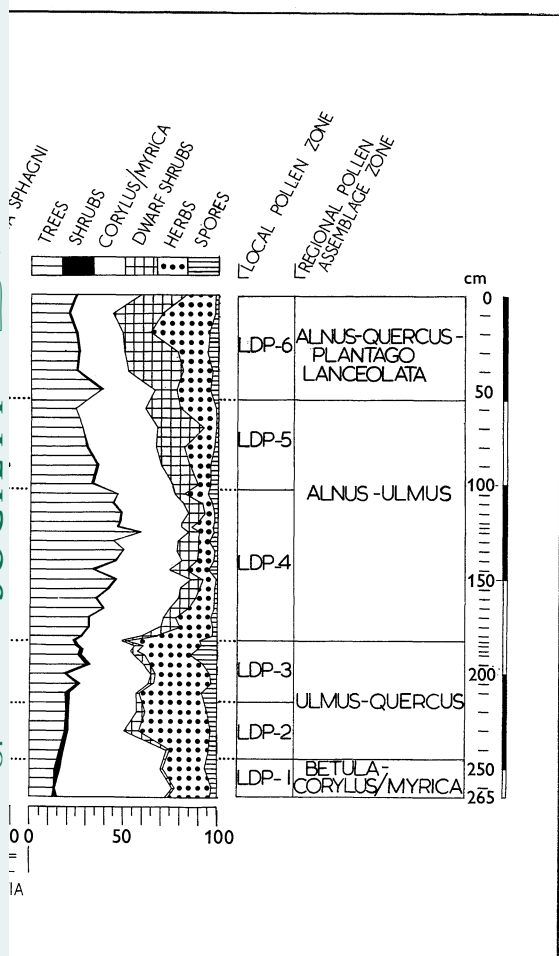 SPHAGNI
TREES
SHRUBS
CORYLUS/MYRICA
DWARF SHRUBS
HERBS
SPORES
LOCAL POLLEN ZONE
REGIONAL POLLEN
ASSEMBLAGE ZONE
cm
0
LDP-6
ALNUS-QUERCUS-
PLANTAGO
LANCEOLATA
50
LDP-5
ALNUS-ULMUS
100
LDP-4
150
LDP-3
200
ULMUS-QUERCUS
LDP-2
LDP-1
BETULA-
CORYLUS/MYRICA
250
265
0 0 50 100
IA